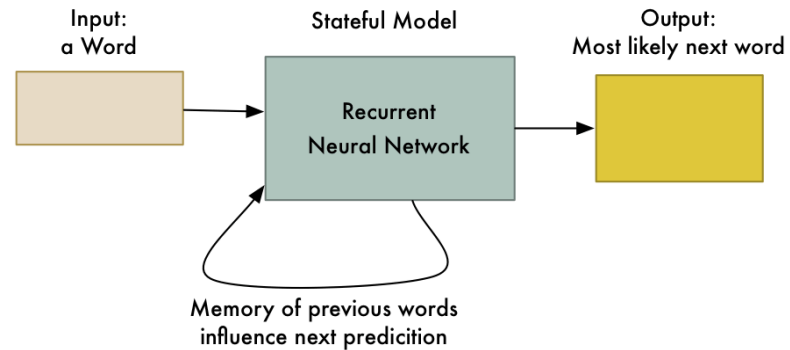 Input:
a Word
Stateful Model
Output:
Most likely next word
Recurrent
Neural Network
Memory of previous words
influence next predicition